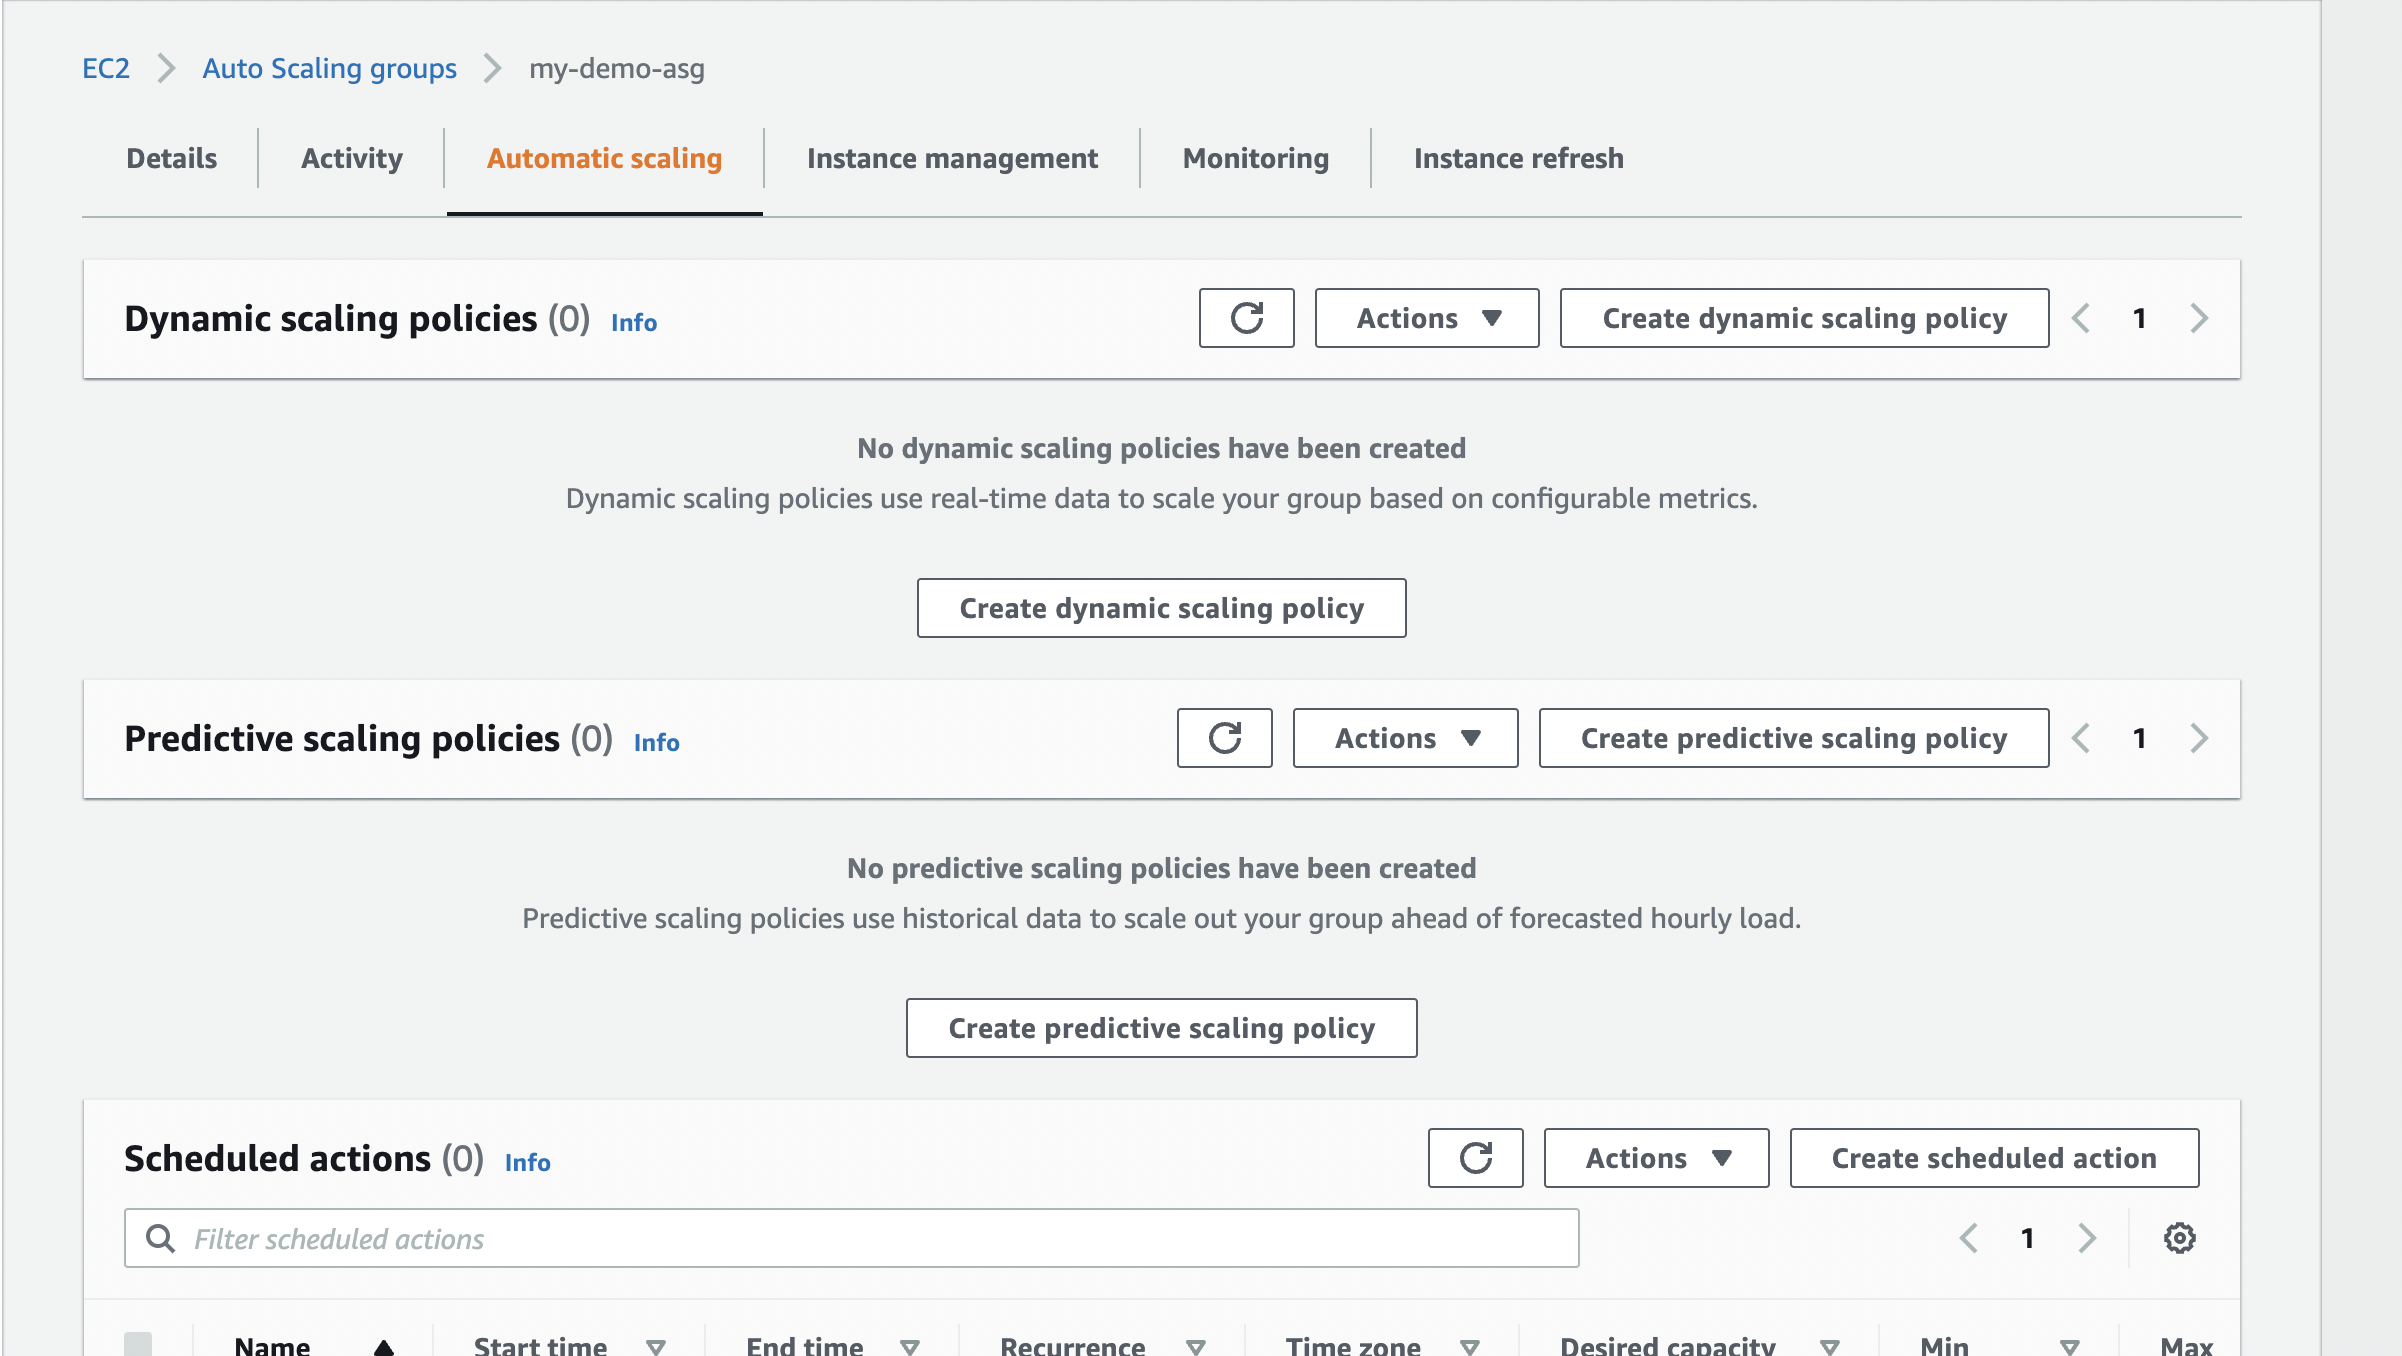 EC2 Auto Scaling groups my-demo-asg
Details Activity Automatic scaling Instance management Monitoring Instance refresh
Dynamic scaling policies (0) Info Actions Create dynamic scaling policy 1
No dynamic scaling policies have been created
Dynamic scaling policies use real-time data to scale your group based on configurable metrics.
Create dynamic scaling policy
Predictive scaling policies (0) Info Actions Create predictive scaling policy 1
No predictive scaling policies have been created
Predictive scaling policies use historical data to scale out your group ahead of forecasted hourly load.
Create predictive scaling policy
Scheduled actions (0) Info Actions Create scheduled action
Filter scheduled actions 1
Name Start time End time Recurrence Time zone Desired capacity Min Max